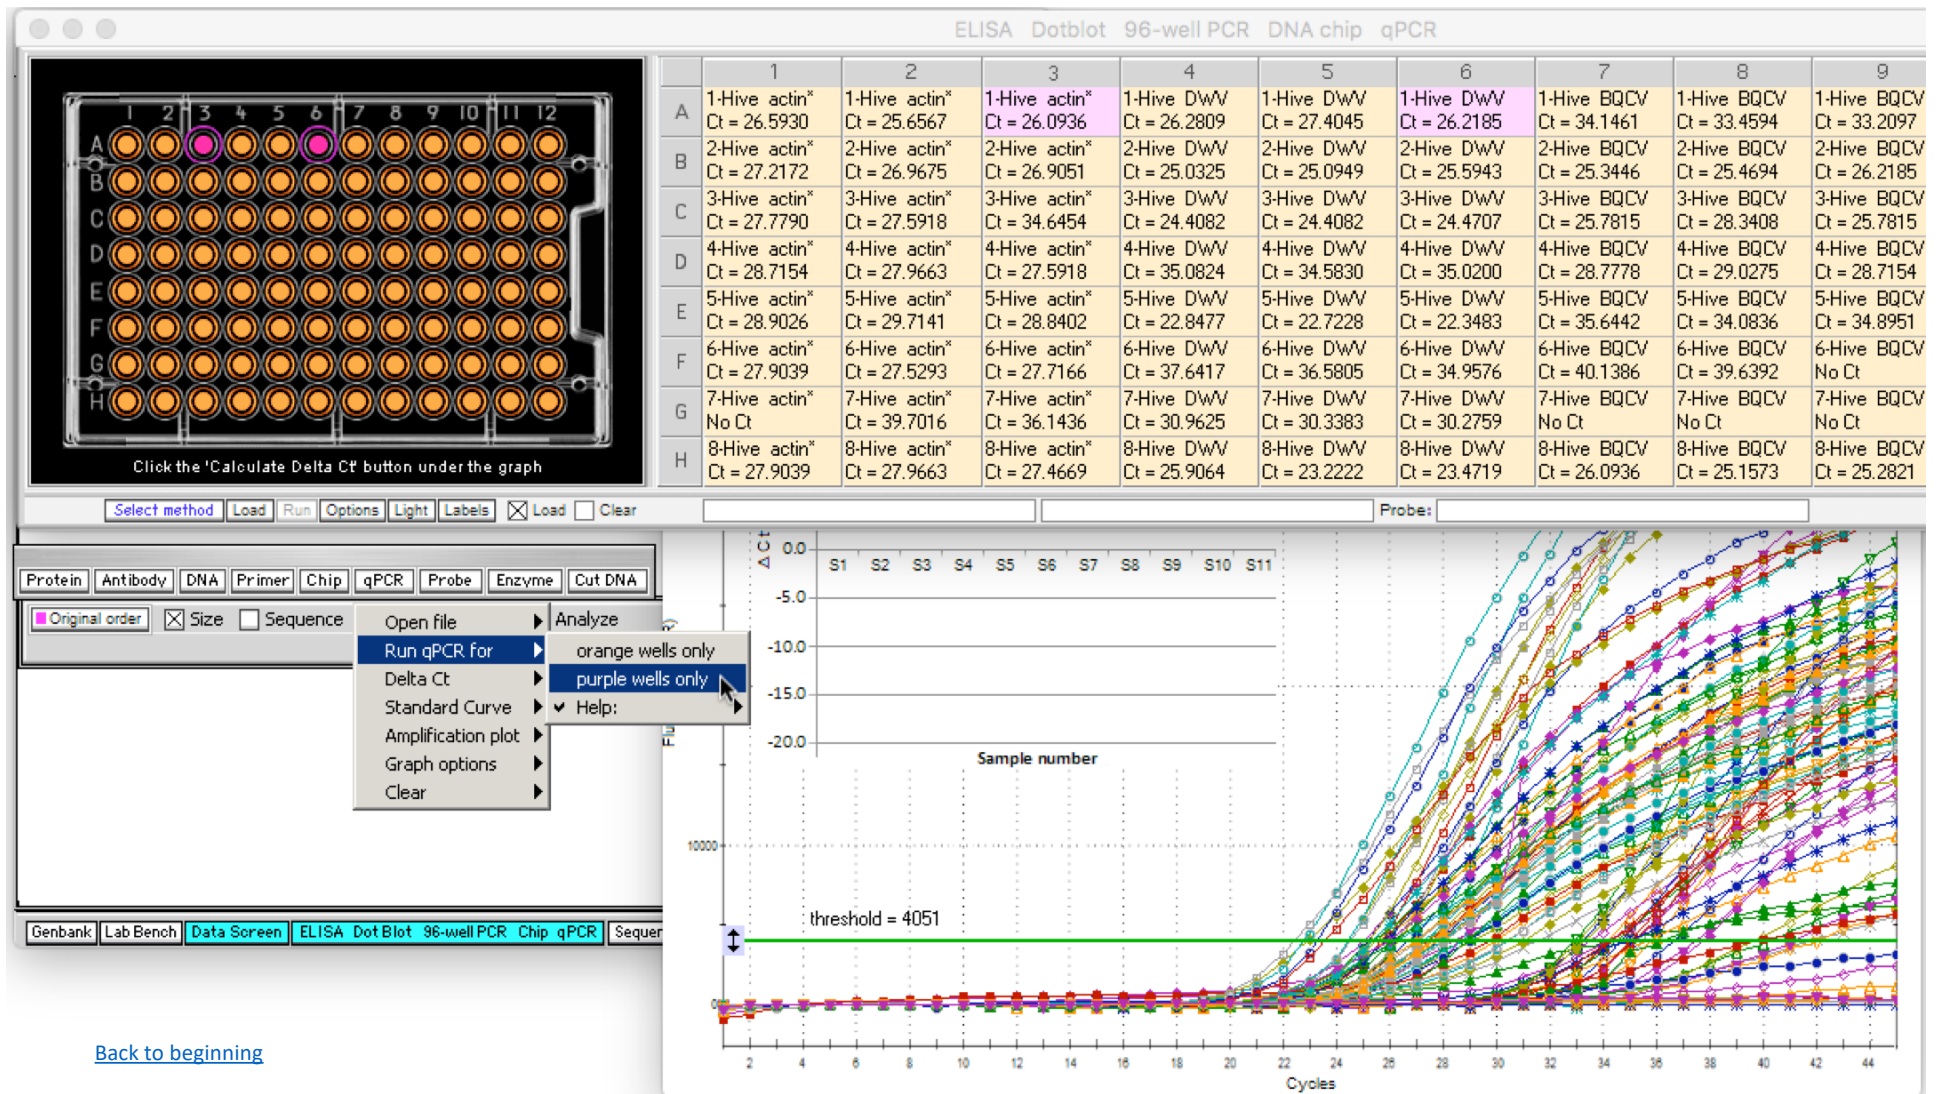 ELISA Dotblot 96-well PCR DNA chip qPCR
1 2 3 4 5 6 7 8 9 10 11 12
A
B
C
D
E
F
G
H
Click the 'Calculate Delta Ct' button under the graph
1 2 3 4 5 6 7 8 9
A
1-Hive actin* 1-Hive actin* 1-Hive actin* 1-Hive DWV 1-Hive DWV 1-Hive DWV 1-Hive BQCV 1-Hive BQCV 1-Hive BQCV
Ct = 26.5930 Ct = 25.6567 Ct = 26.0936 Ct = 26.2809 Ct = 27.4045 Ct = 26.2185 Ct = 34.1461 Ct = 33.4594 Ct = 33.2097
B
2-Hive actin* 2-Hive actin* 2-Hive actin* 2-Hive DWV 2-Hive DWV 2-Hive DWV 2-Hive BQCV 2-Hive BQCV 2-Hive BQCV
Ct = 27.2172 Ct = 26.9675 Ct = 26.9051 Ct = 25.0325 Ct = 25.0949 Ct = 25.5943 Ct = 25.3446 Ct = 25.4694 Ct = 26.2185
C
3-Hive actin* 3-Hive actin* 3-Hive actin* 3-Hive DWV 3-Hive DWV 3-Hive DWV 3-Hive BQCV 3-Hive BQCV 3-Hive BQCV
Ct = 27.7790 Ct = 27.5918 Ct = 34.6454 Ct = 24.4082 Ct = 24.4082 Ct = 24.4707 Ct = 25.7815 Ct = 28.3408 Ct = 25.7815
D
4-Hive actin* 4-Hive actin* 4-Hive actin* 4-Hive DWV 4-Hive DWV 4-Hive DWV 4-Hive BQCV 4-Hive BQCV 4-Hive BQCV
Ct = 28.7154 Ct = 27.9663 Ct = 27.5918 Ct = 35.0824 Ct = 34.5830 Ct = 35.0200 Ct = 28.7778 Ct = 29.0275 Ct = 28.7154
E
5-Hive actin* 5-Hive actin* 5-Hive actin* 5-Hive DWV 5-Hive DWV 5-Hive DWV 5-Hive BQCV 5-Hive BQCV 5-Hive BQCV
Ct = 28.9026 Ct = 29.7141 Ct = 28.8402 Ct = 22.8477 Ct = 22.7228 Ct = 22.3483 Ct = 35.6442 Ct = 34.0836 Ct = 34.8951
F
6-Hive actin* 6-Hive actin* 6-Hive actin* 6-Hive DWV 6-Hive DWV 6-Hive DWV 6-Hive BQCV 6-Hive BQCV 6-Hive BQCV
Ct = 27.9039 Ct = 27.5293 Ct = 27.7166 Ct = 37.6417 Ct = 36.5805 Ct = 34.9576 Ct = 40.1386 Ct = 39.6392 No Ct
G
7-Hive actin* 7-Hive actin* 7-Hive actin* 7-Hive DWV 7-Hive DWV 7-Hive DWV 7-Hive BQCV 7-Hive BQCV 7-Hive BQCV
No Ct Ct = 39.7016 Ct = 36.1436 Ct = 30.9625 Ct = 30.3383 Ct = 30.2759 No Ct No Ct No Ct
H
8-Hive actin* 8-Hive actin* 8-Hive actin* 8-Hive DWV 8-Hive DWV 8-Hive DWV 8-Hive BQCV 8-Hive BQCV 8-Hive BQCV
Ct = 27.9039 Ct = 27.9663 Ct = 27.4669 Ct = 25.9064 Ct = 23.2222 Ct = 23.4719 Ct = 26.0936 Ct = 25.1573 Ct = 25.2821
Select method Load Run Options Light Labels Load Clear Probe:
Protein Antibody DNA Primer Chip qPCR Probe Enzyme Cut DNA
Original order Size Sequence
Open file
Run qPCR for
Delta Ct
Standard Curve
Amplification plot
Graph options
Clear
Analyze
orange wells only
purple wells only
Help:
Genbank Lab Bench Data Screen ELISA DotBlot 96-well PCR Chip qPCR
Δ Ct
0.0
S1 S2 S3 S4 S5 S6 S7 S8 S9 S10 S11
-5.0
-10.0
-15.0
-20.0
Sample number
10000
threshold = 4051
0
2 4 6 8 10 12 14 16 18 20 22 24 26 28 30 32 34 36 38 40 42 44
Cycles
Back to beginning